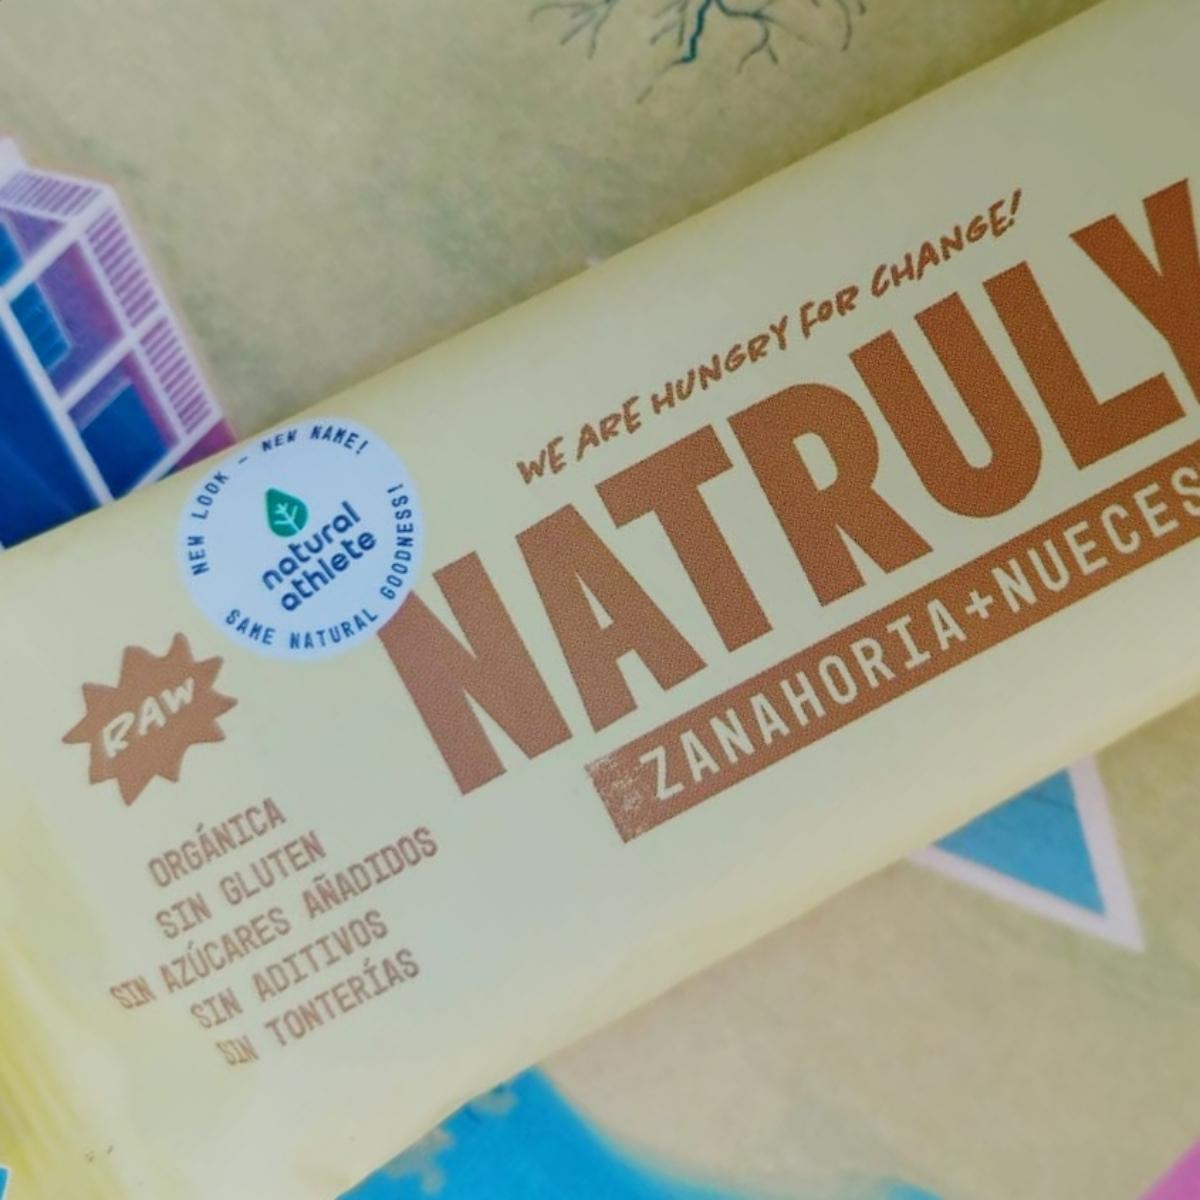 WE ARE HUNGRY FOR CHANGE!
NATRULY
ZANAHORIA+NUECES
NEW LOOK - NEW NAME!
natural
athlete
SAME NATURAL GOODNESS!
RAW
ORGÁNICA
SIN GLUTEN
SIN AZÚCARES AÑADIDOS
SIN ADITIVOS
SIN TONTERÍAS